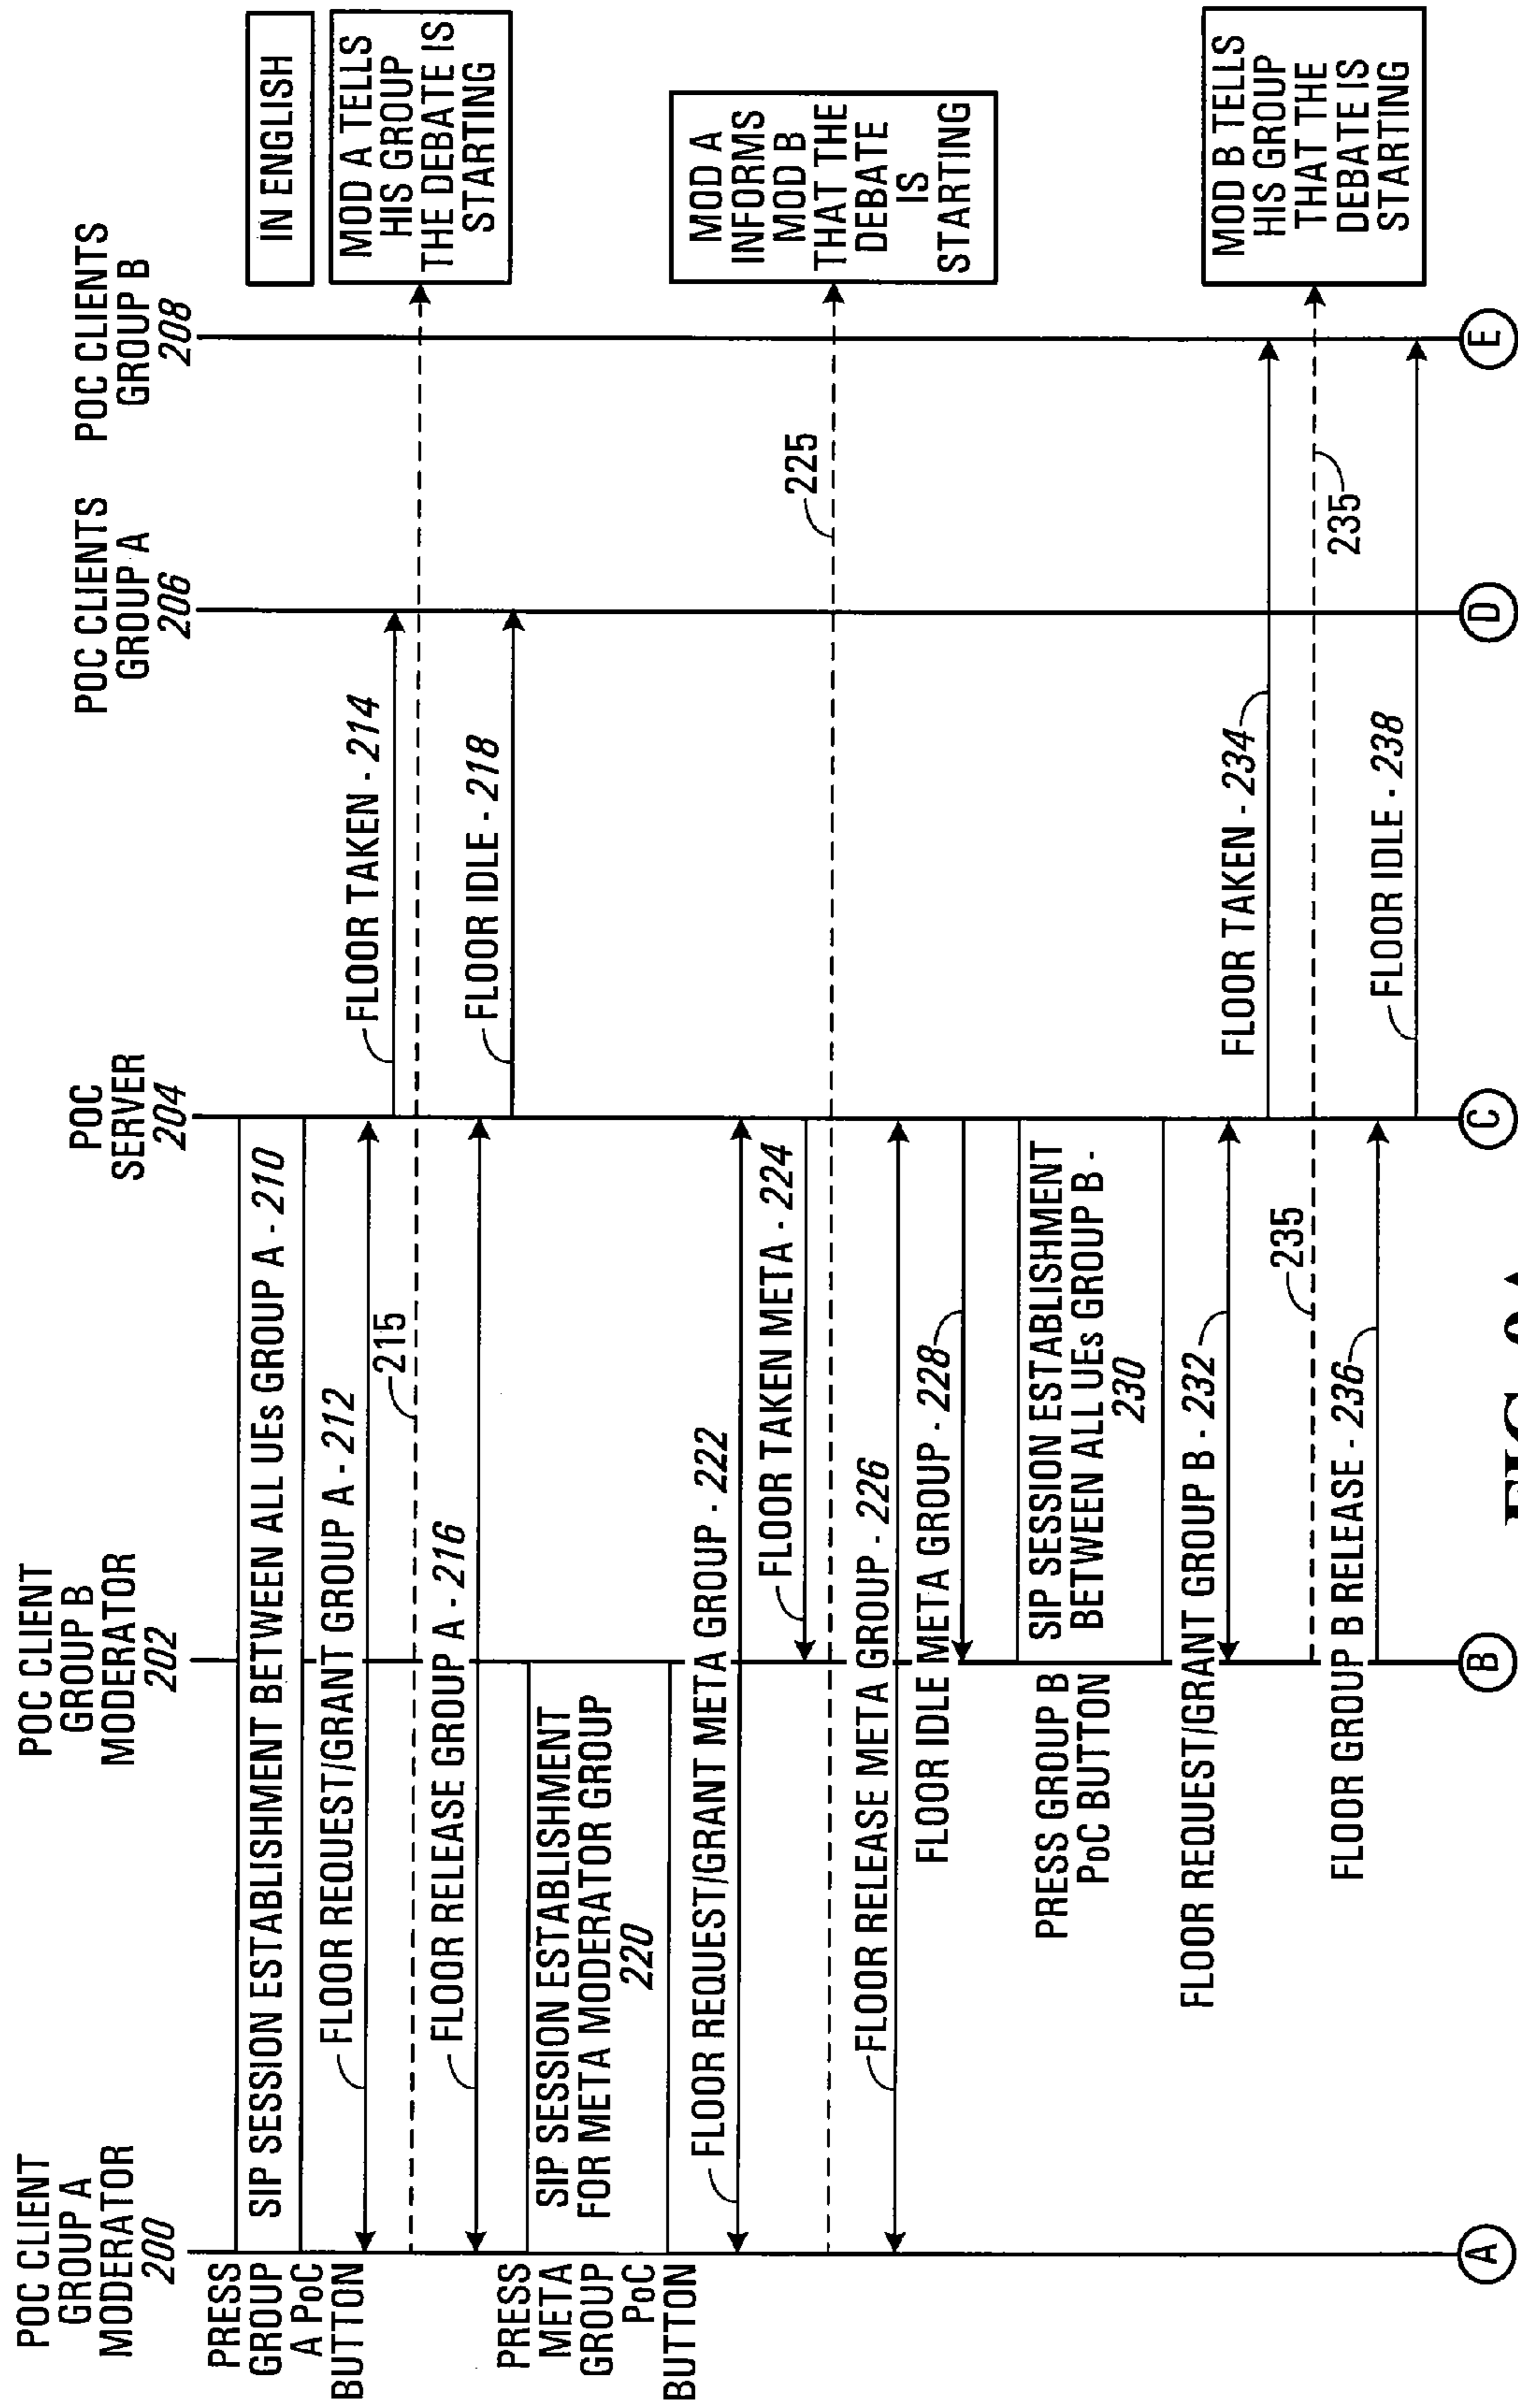 POC CLIENT
GROUP A
MODERATOR
200
POC CLIENT
GROUP B
MODERATOR
202
POC
SERVER
204
POC CLIENTS
GROUP A
206
POC CLIENTS
GROUP B
208
IN ENGLISH
PRESS
GROUP
A PoC
BUTTON
SIP SESSION ESTABLISHMENT BETWEEN ALL UEs GROUP A - 210
FLOOR REQUEST/GRANT GROUP A - 212
FLOOR TAKEN - 214
215
MOD A TELLS
HIS GROUP
THE DEBATE IS
STARTING
FLOOR RELEASE GROUP A - 216
FLOOR IDLE - 218
PRESS
META
GROUP
PoC
BUTTON
SIP SESSION ESTABLISHMENT
FOR META MODERATOR GROUP
220
FLOOR REQUEST/GRANT META GROUP - 222
FLOOR TAKEN META - 224
225
MOD A
INFORMS
MOD B
THAT THE
DEBATE
IS
STARTING
FLOOR RELEASE META GROUP - 226
FLOOR IDLE META GROUP - 228
PRESS GROUP B
PoC BUTTON
SIP SESSION ESTABLISHMENT
BETWEEN ALL UEs GROUP B -
230
FLOOR REQUEST/GRANT GROUP B - 232
FLOOR TAKEN - 234
235
235
MOD B TELLS
HIS GROUP
THAT THE
DEBATE IS
STARTING
FLOOR GROUP B RELEASE - 236
FLOOR IDLE - 238
A
B
C
D
E